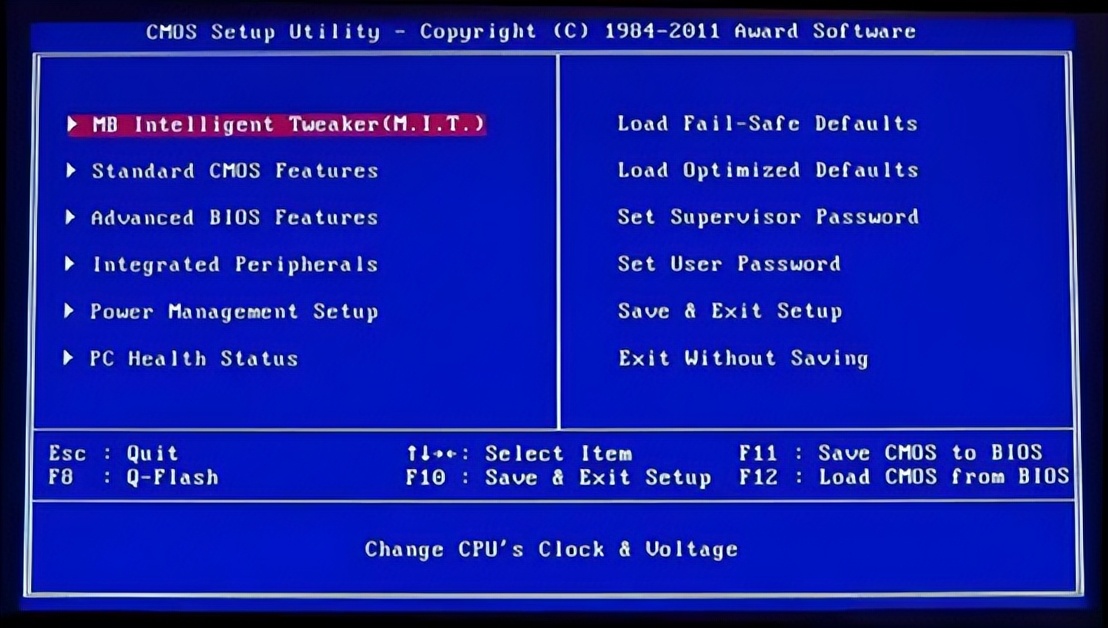 CMOS Setup Utility - Copyright (C) 1984-2011 Award Software
MB Intelligent Tweaker(M.I.T.)
Standard CMOS Features
Advanced BIOS Features
Integrated Peripherals
Power Management Setup
PC Health Status
Load Fail-Safe Defaults
Load Optimized Defaults
Set Supervisor Password
Set User Password
Save & Exit Setup
Exit Without Saving
Esc : Quit
F8 : Q-Flash
↑↓→←: Select Item
F10 : Save & Exit Setup
F11 : Save CMOS to BIOS
F12 : Load CMOS from BIOS
Change CPU's Clock & Voltage